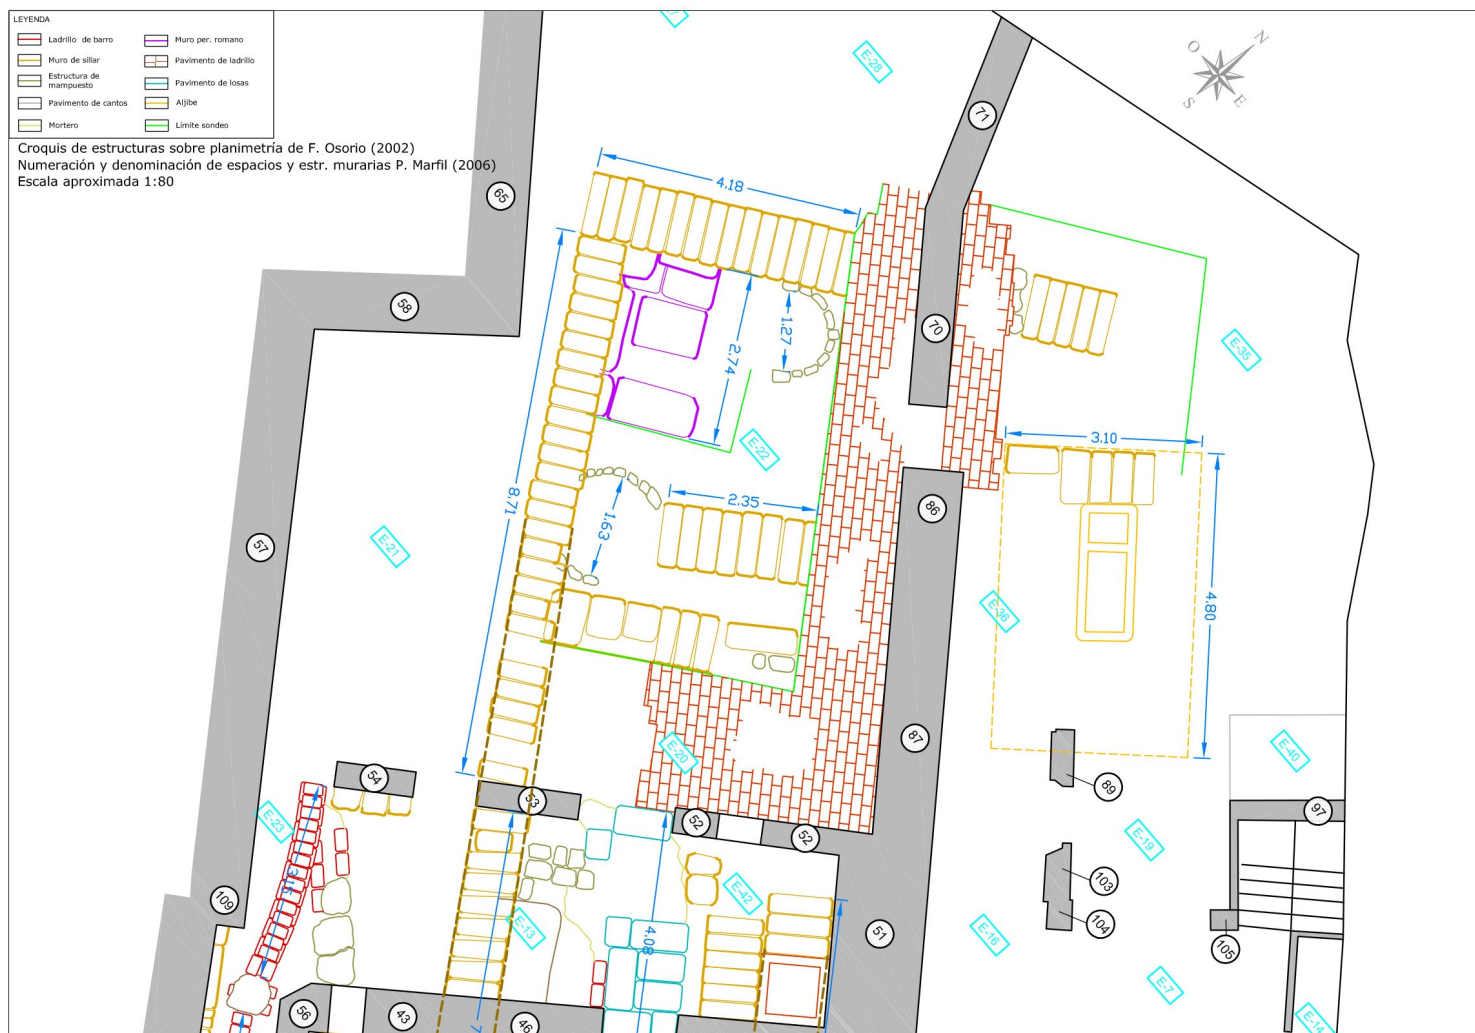 LEYENDA
Ladrillo de barro
Muro per. romano
Muro de sillar
Pavimento de ladrillo
Estructura de
mampuesto
Pavimento de losas
Pavimento de cantos
Aljibe
Mortero
Límite sondeo
Croquis de estructuras sobre planimetría de F. Osorio (2002)
Numeración y denominación de espacios y estr. murarias P. Marfil (2006)
Escala aproximada 1:80
N
O
S
E
E-28
71
65
4.18
58
70
1.27
2.74
E-35
E-22
3.10
8.71
2.35
86
1.63
57
E-21
E-36
4.80
87
E-20
E-40
54
53
52
52
89
97
E-23
E-19
3.15
103
109
E-42
104
E-13
4.08
51
E-16
105
E-7
56
43
46
E-14